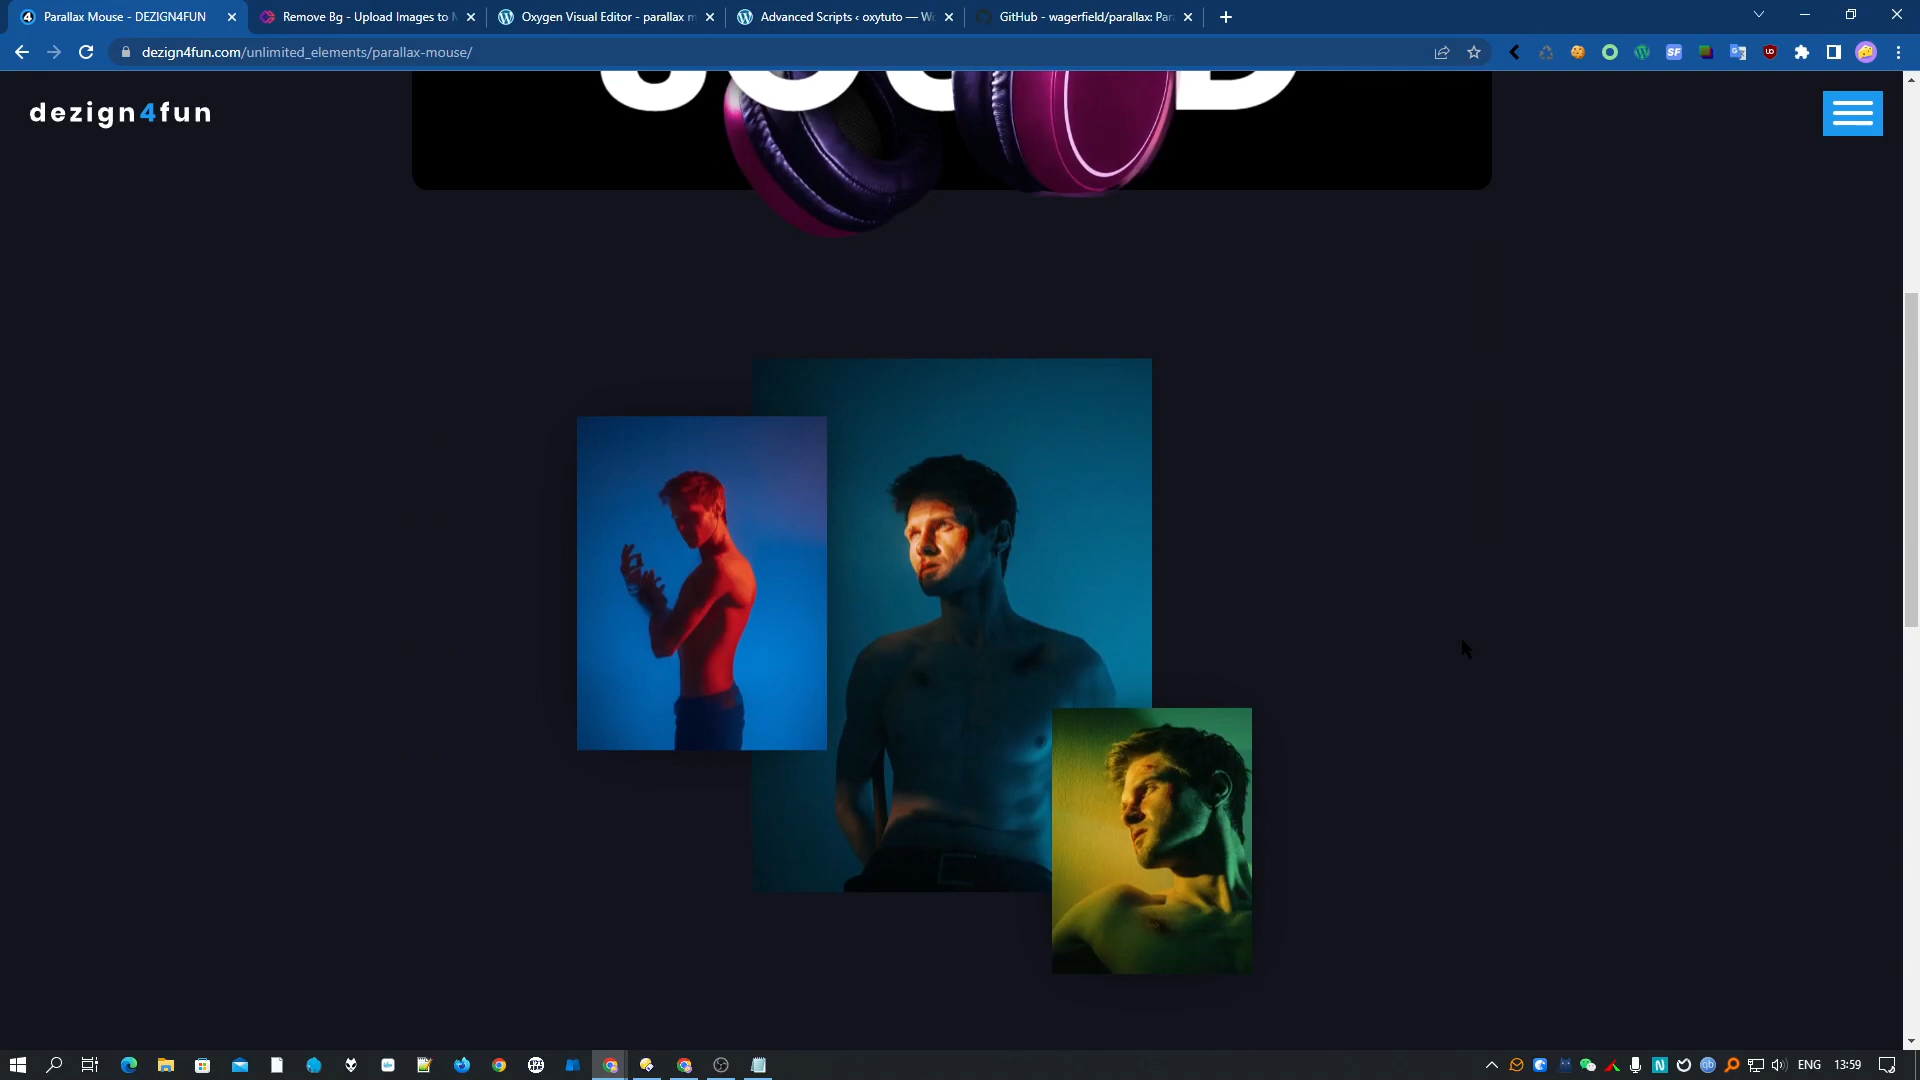 Parallax Mouse - DEZIGN4FUN
Remove Bg - Upload Images to
Oxygen Visual Editor - parallax m
Advanced Scripts ‹ oxytuto — W
GitHub - wagerfield/parallax: Par
dezign4fun.com/unlimited_elements/parallax-mouse/
dezign4fun
ENG
13:59